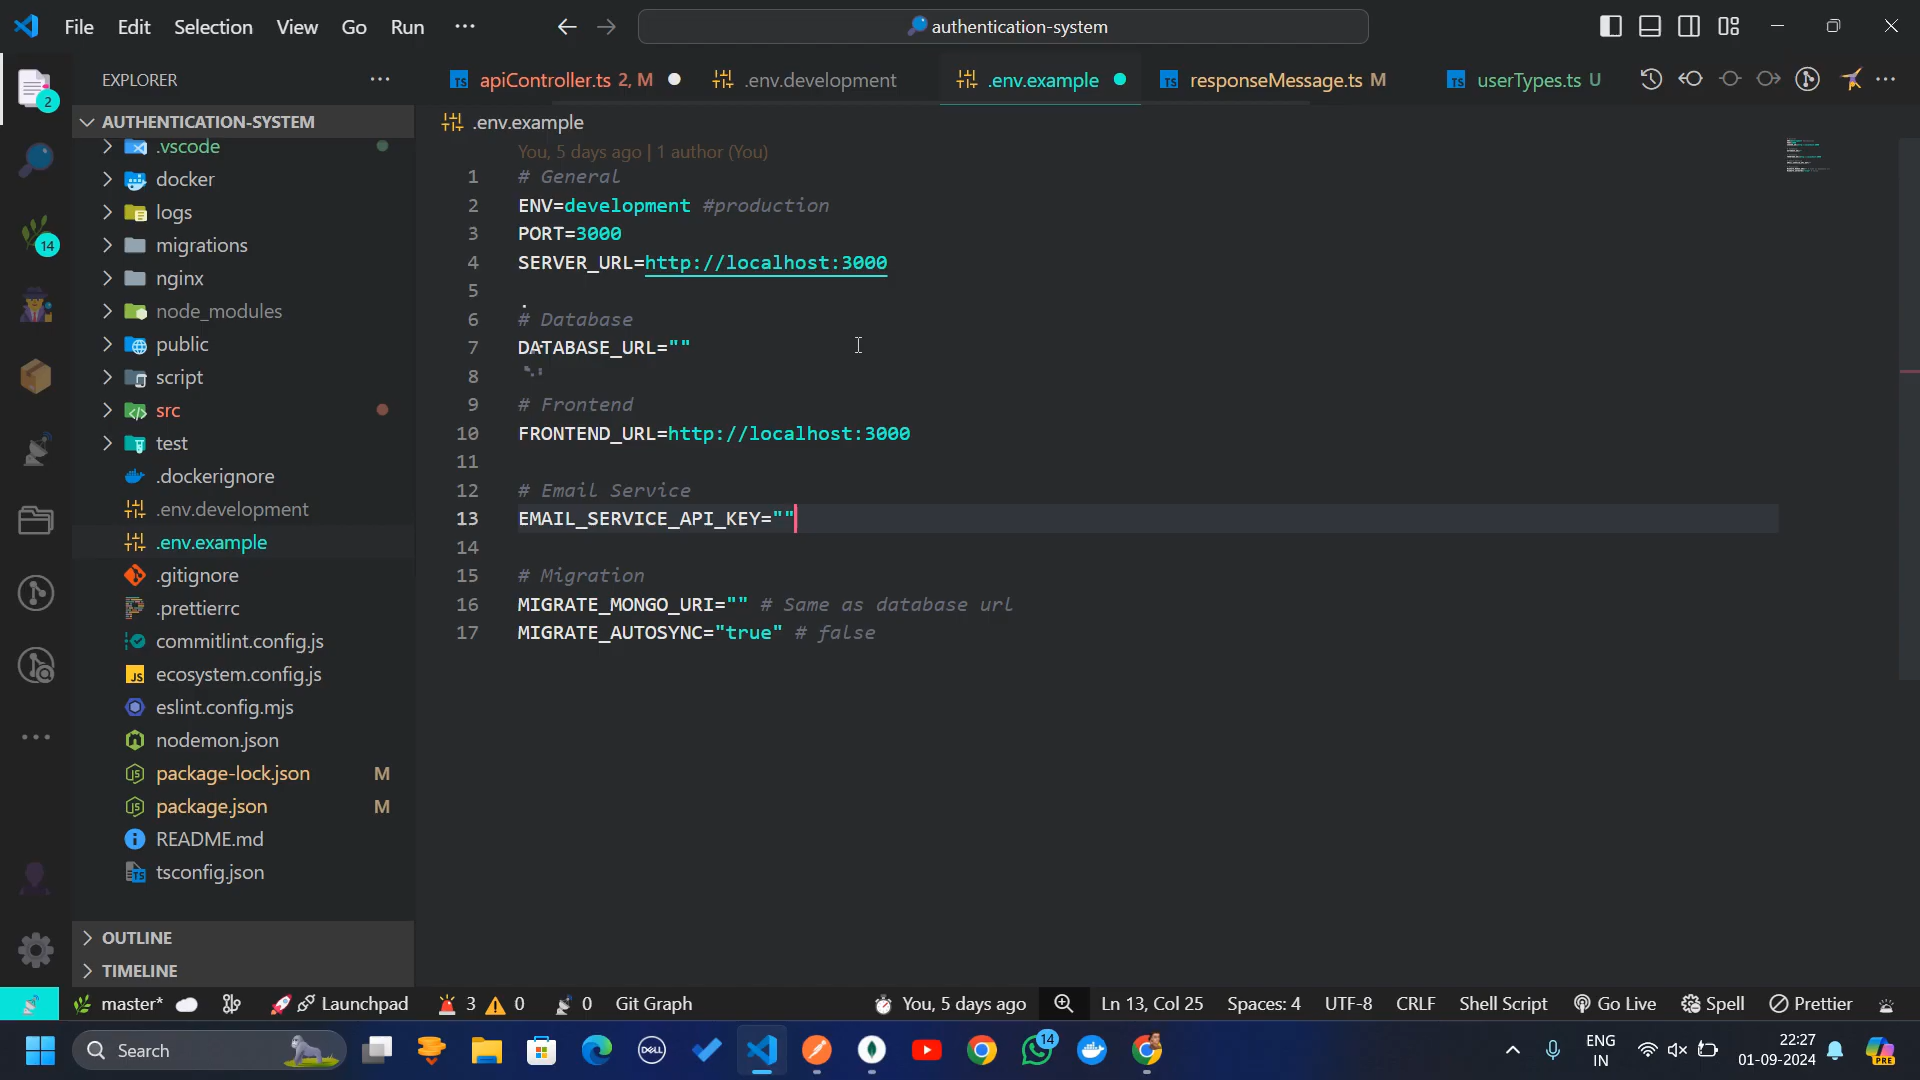 File Edit Selection View Go Run ...
authentication-system
EXPLORER
apiController.ts 2, M
.env.development
.env.example
responseMessage.ts M
userTypes.ts U
AUTHENTICATION-SYSTEM
.vscode
docker
logs
migrations
nginx
node_modules
public
script
src
test
.dockerignore
.env.development
.env.example
.gitignore
.prettierrc
commitlint.config.js
ecosystem.config.js
eslint.config.mjs
nodemon.json
package-lock.json M
package.json M
README.md
tsconfig.json
OUTLINE
TIMELINE
2
14
.env.example
You, 5 days ago | 1 author (You)
1 # General
2 ENV=development #production
3 PORT=3000
4 SERVER_URL=http://localhost:3000
5
6 # Database
7 DATABASE_URL=""
8
9 # Frontend
10 FRONTEND_URL=http://localhost:3000
11
12 # Email Service
13 EMAIL_SERVICE_API_KEY=""
14
15 # Migration
16 MIGRATE_MONGO_URI="" # Same as database url
17 MIGRATE_AUTOSYNC="true" # false
master* Launchpad 3 0 0 Git Graph You, 5 days ago Ln 13, Col 25 Spaces: 4 UTF-8 CRLF Shell Script Go Live Spell Prettier
Search
DELL
14
ENG
IN
22:27
01-09-2024
PRE